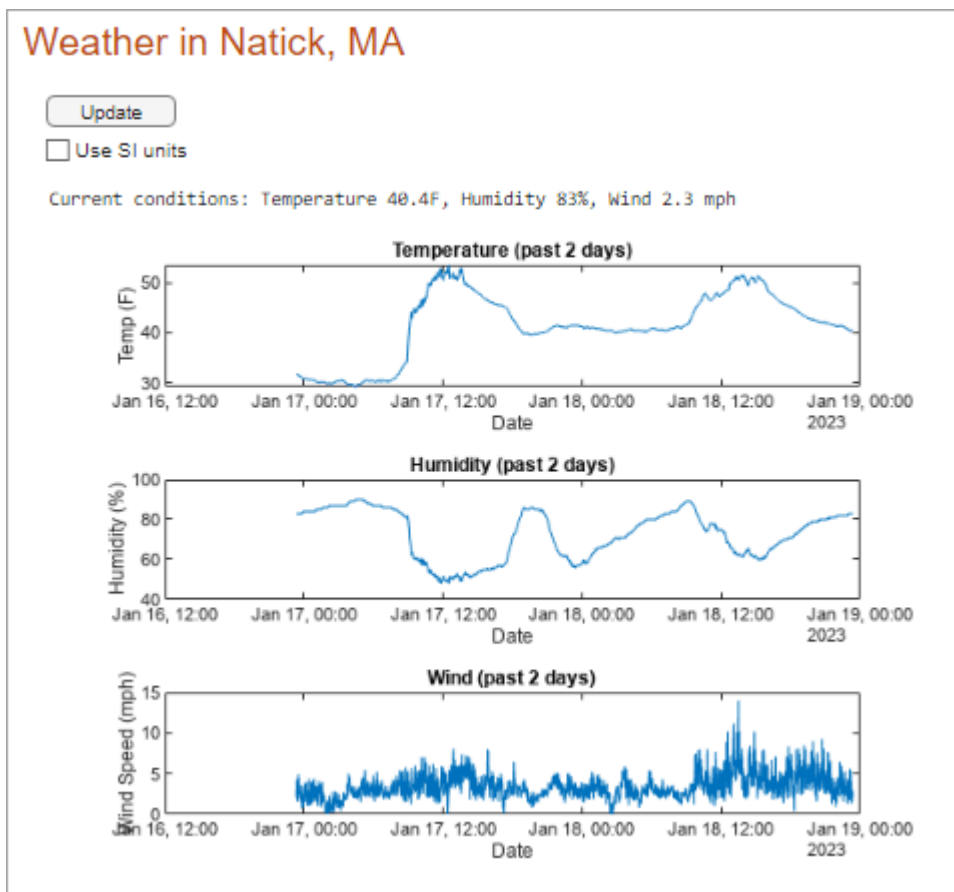 Weather in Natick, MA
Update
Use SI units
Current conditions: Temperature 40.4F, Humidity 83%, Wind 2.3 mph
Temperature (past 2 days)
Temp (F)
50
40
30
Jan 16, 12:00 Jan 17, 00:00 Jan 17, 12:00 Jan 18, 00:00 Jan 18, 12:00 Jan 19, 00:00
Date
2023
Humidity (past 2 days)
Humidity (%)
100
80
60
40
Jan 16, 12:00 Jan 17, 00:00 Jan 17, 12:00 Jan 18, 00:00 Jan 18, 12:00 Jan 19, 00:00
Date
2023
Wind (past 2 days)
Wind Speed (mph)
15
10
5
0
Jan 16, 12:00 Jan 17, 00:00 Jan 17, 12:00 Jan 18, 00:00 Jan 18, 12:00 Jan 19, 00:00
Date
2023